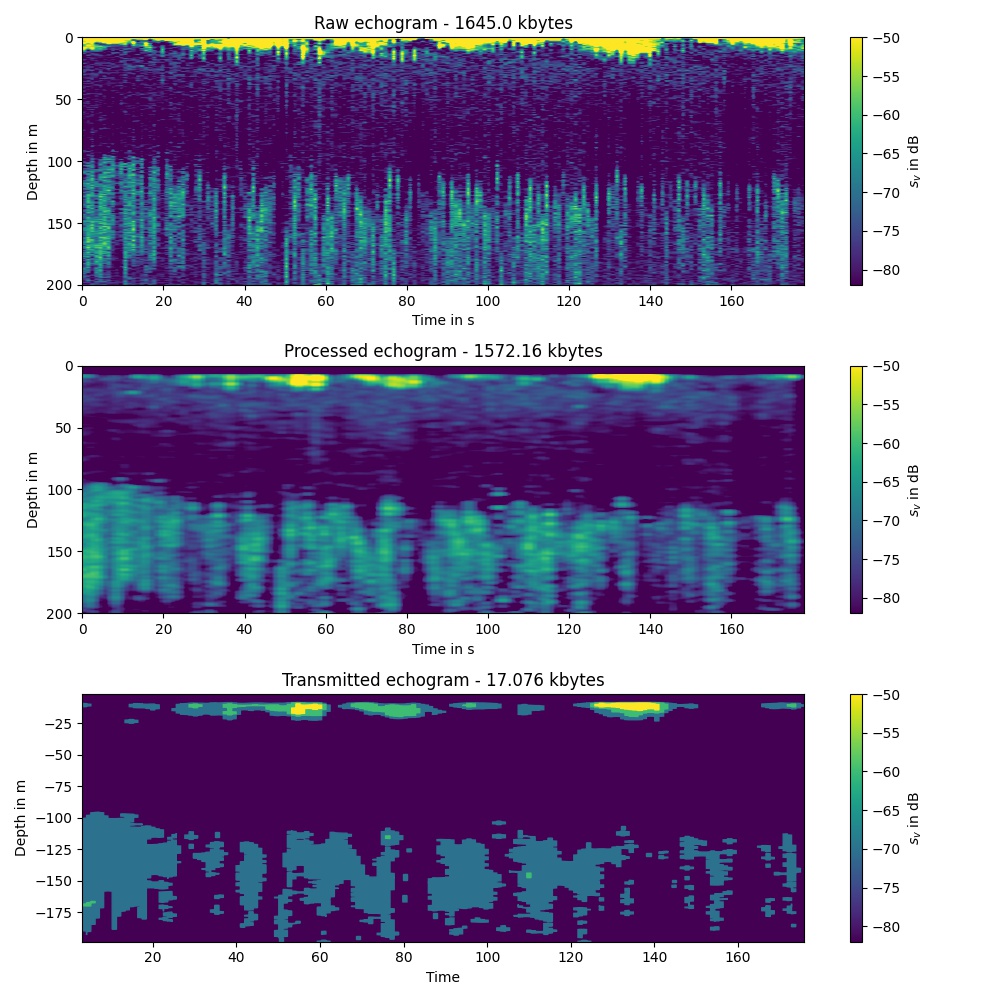 Raw echogram - 1645.0 kbytes
0
50
100
150
200
Depth in m
0 20 40 60 80 100 120 140 160
Time in s
−50
−55
−60
−65
−70
−75
−80
sᵥ in dB
Processed echogram - 1572.16 kbytes
0
50
100
150
200
Depth in m
0 20 40 60 80 100 120 140 160
Time in s
−50
−55
−60
−65
−70
−75
−80
sᵥ in dB
Transmitted echogram - 17.076 kbytes
−25
−50
−75
−100
−125
−150
−175
Depth in m
20 40 60 80 100 120 140 160
Time
−50
−55
−60
−65
−70
−75
−80
sᵥ in dB